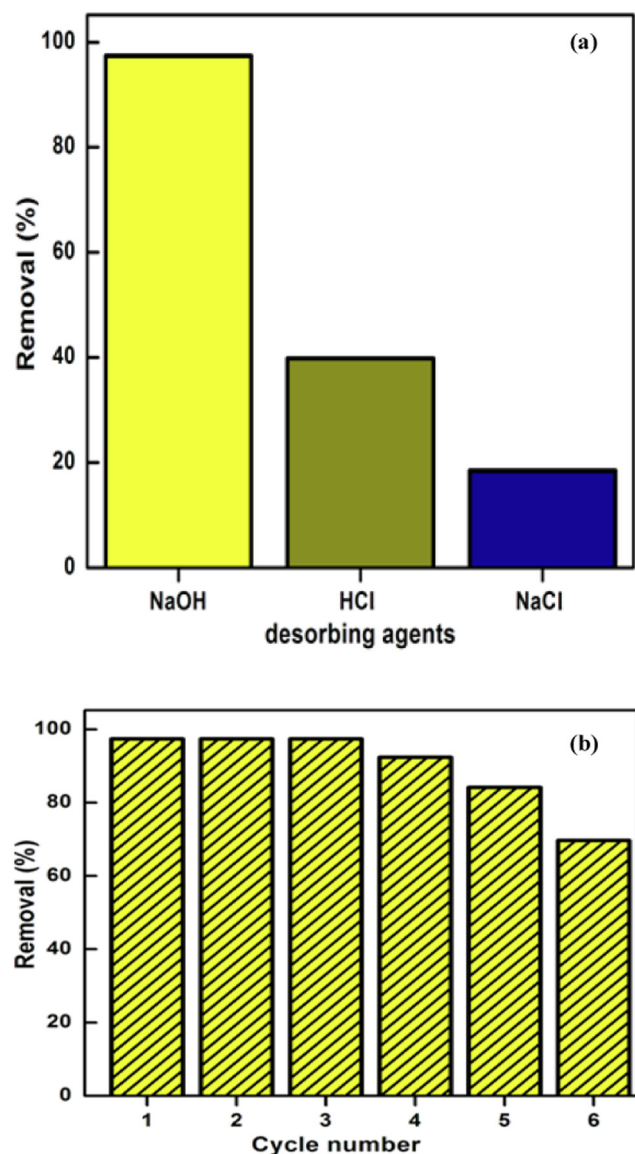 (a)
Removal (%)
100
80
60
40
20
0
NaOH HCl NaCl
desorbing agents
(b)
Removal (%)
100
80
60
40
20
0
1 2 3 4 5 6
Cycle number